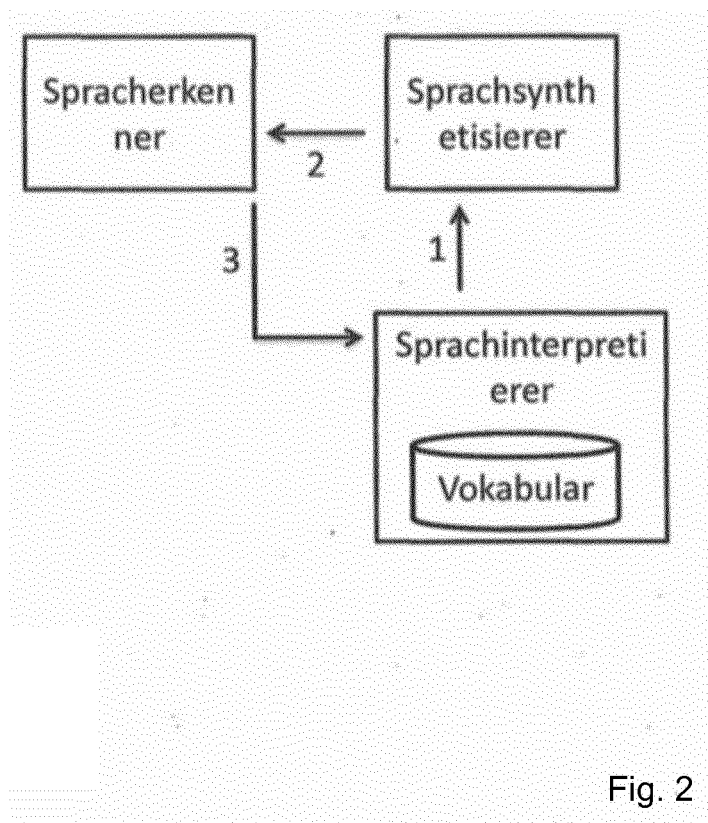 Spracherken
ner
Sprachsynth
etisierer
2
1
3
Sprachinterpreti
erer
Vokabular
Fig. 2